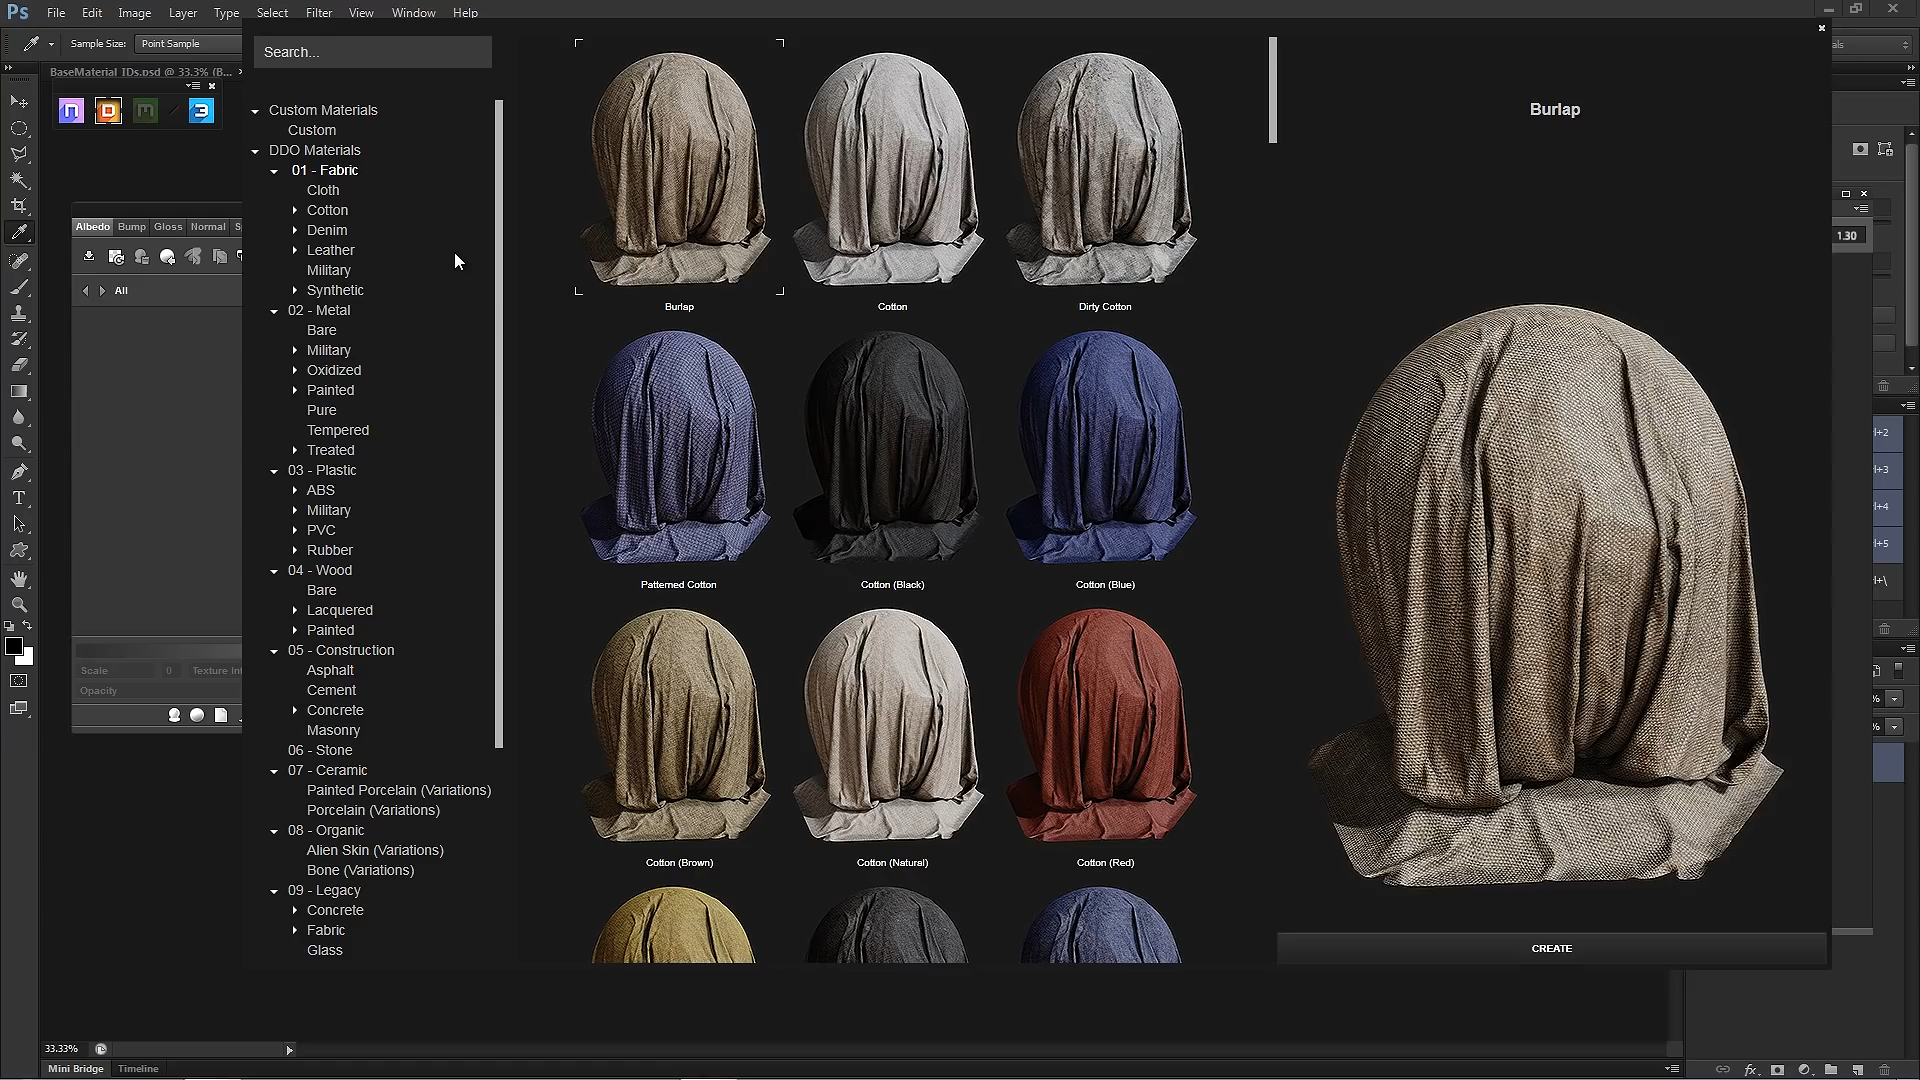 Ps File Edit Image Layer Type Select Filter View Window Help
Sample Size: Point Sample
BaseMaterial_IDs.psd @ 33.3% (B...
Albedo Bump Gloss Normal
All
Scale 0 Texture Int
Opacity
Search...
Custom Materials
Custom
DDO Materials
01 - Fabric
Cloth
Cotton
Denim
Leather
Military
Synthetic
02 - Metal
Bare
Military
Oxidized
Painted
Pure
Tempered
Treated
03 - Plastic
ABS
Military
PVC
Rubber
04 - Wood
Bare
Lacquered
Painted
05 - Construction
Asphalt
Cement
Concrete
Masonry
06 - Stone
07 - Ceramic
Painted Porcelain (Variations)
Porcelain (Variations)
08 - Organic
Alien Skin (Variations)
Bone (Variations)
09 - Legacy
Concrete
Fabric
Glass
Burlap Cotton Dirty Cotton
Patterned Cotton Cotton (Black) Cotton (Blue)
Cotton (Brown) Cotton (Natural) Cotton (Red)
Burlap
CREATE
1.30
33.33%
Mini Bridge Timeline